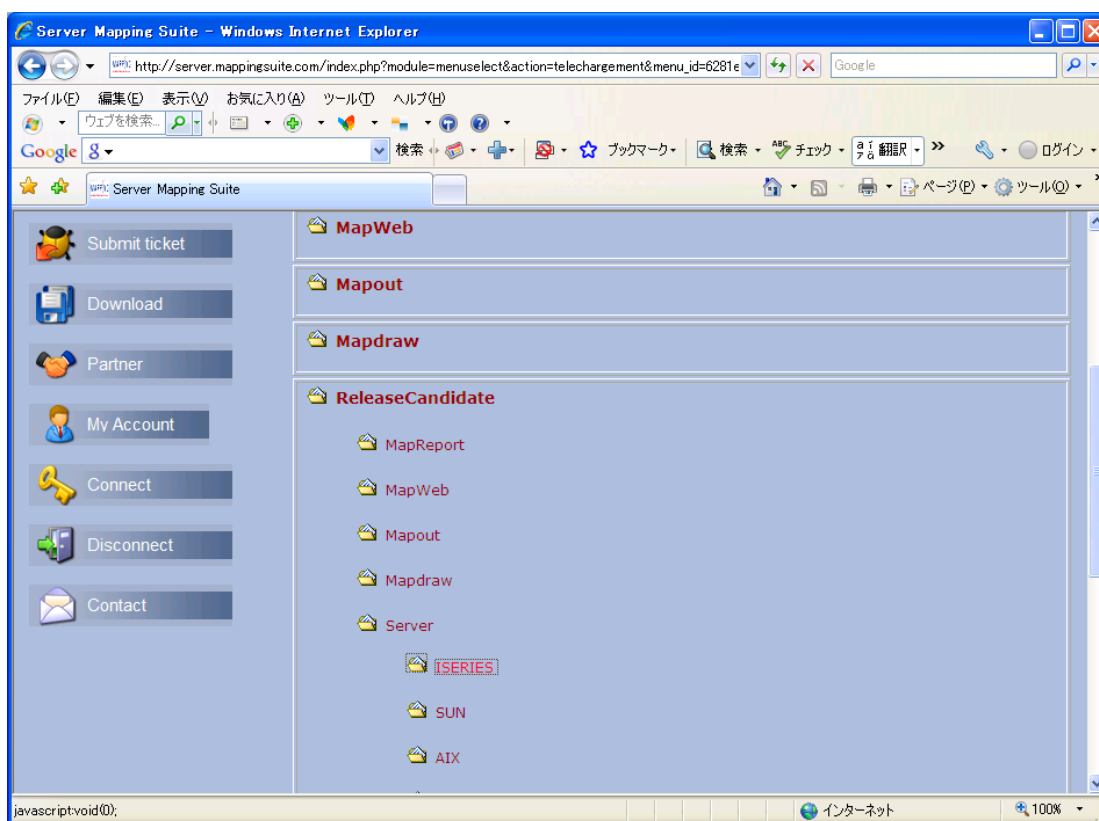 Server Mapping Suite - Windows Internet Explorer
http://server.mappingsuite.com/index.php?module=menuselect&action=telechargement&menu_id=6281e
Google
ファイル(F) 編集(E) 表示(V) お気に入り(A) ツール(T) ヘルプ(H)
ウェブを検索...
Google 検索 ブックマーク チェック 翻訳 ログイン
Server Mapping Suite ページ(P) ツール(O)
Submit ticket
Download
Partner
My Account
Connect
Disconnect
Contact
MapWeb
Mapout
Mapdraw
ReleaseCandidate
MapReport
MapWeb
Mapout
Mapdraw
Server
ISERIES
SUN
AIX
javascript:void(0); インターネット 100%